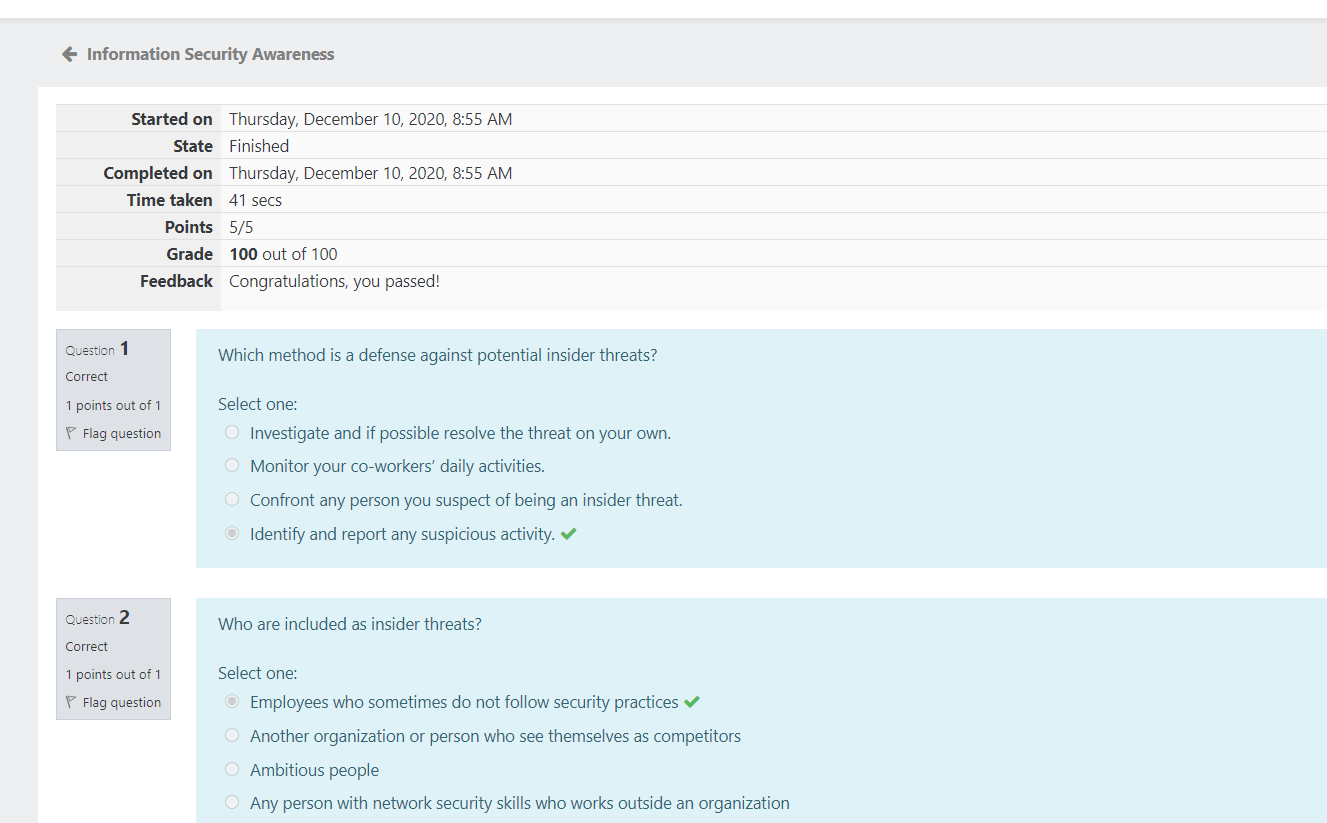 Information Security Awareness
Started on Thursday, December 10, 2020, 8:55 AM
State Finished
Completed on Thursday, December 10, 2020, 8:55 AM
Time taken 41 secs
Points 5/5
Grade 100 out of 100
Feedback Congratulations, you passed!
Question 1
Correct
1 points out of 1
Flag question
Which method is a defense against potential insider threats?
Select one:
Investigate and if possible resolve the threat on your own.
Monitor your co-workers’ daily activities.
Confront any person you suspect of being an insider threat.
Identify and report any suspicious activity.
Question 2
Correct
1 points out of 1
Flag question
Who are included as insider threats?
Select one:
Employees who sometimes do not follow security practices
Another organization or person who see themselves as competitors
Ambitious people
Any person with network security skills who works outside an organization